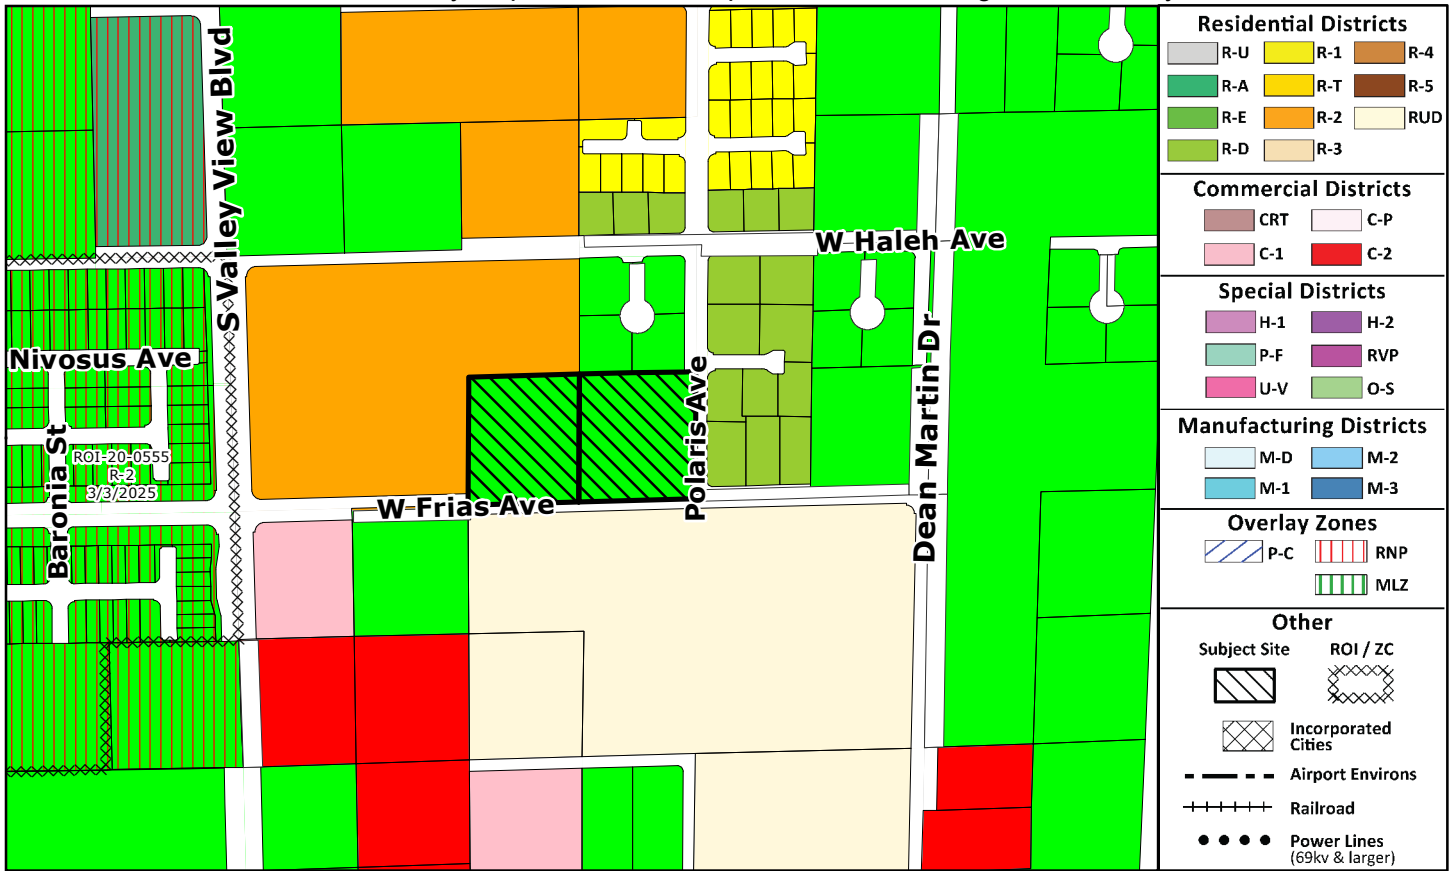 S Valley View Blvd
W Haleh Ave
Nivosus Ave
Polaris Ave
Dean Martin Dr
Baronia St
ROI-20-0555
R-2
3/3/2025
W Frias Ave
Residential Districts
R-U
R-1
R-4
R-A
R-T
R-5
R-E
R-2
RUD
R-D
R-3
Commercial Districts
CRT
C-P
C-1
C-2
Special Districts
H-1
H-2
P-F
RVP
U-V
O-S
Manufacturing Districts
M-D
M-2
M-1
M-3
Overlay Zones
P-C
RNP
MLZ
Other
Subject Site
ROI / ZC
Incorporated
Cities
Airport Environs
Railroad
Power Lines
(69kv & larger)